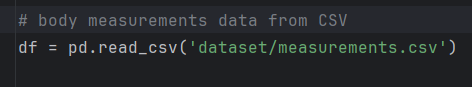 # body measurements data from CSV
df = pd.read_csv('dataset/measurements.csv')